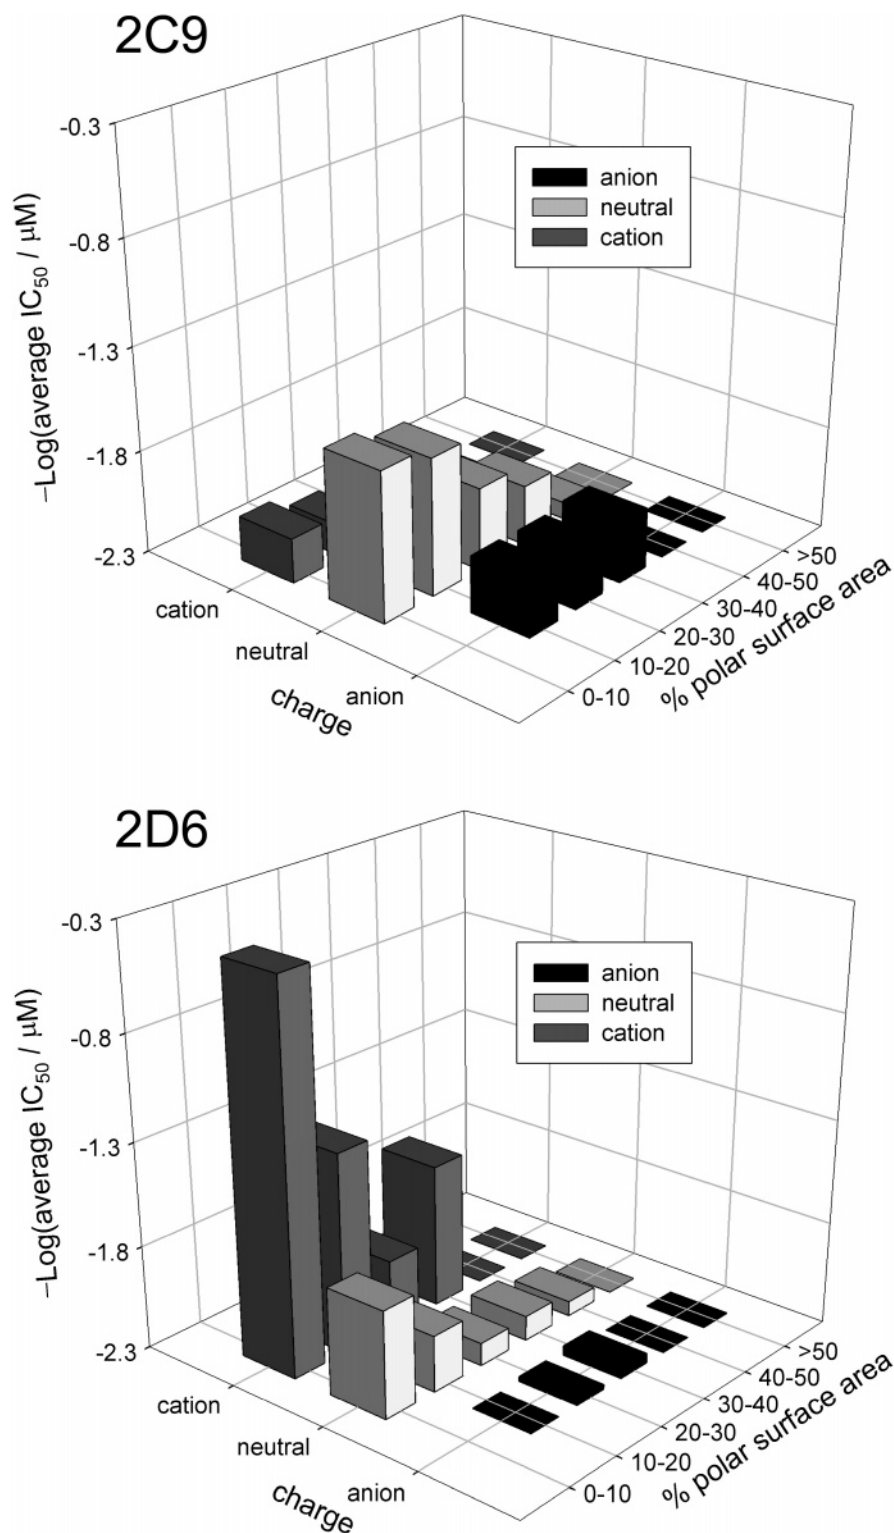 2C9
-0.3
-0.8
-1.3
-1.8
-2.3
−Log(average IC50 / μM)
anion
neutral
cation
cation
neutral
anion
charge
0-10
10-20
20-30
30-40
40-50
>50
% polar surface area
2D6
-0.3
-0.8
-1.3
-1.8
-2.3
−Log(average IC50 / μM)
anion
neutral
cation
cation
neutral
anion
charge
0-10
10-20
20-30
30-40
40-50
>50
% polar surface area